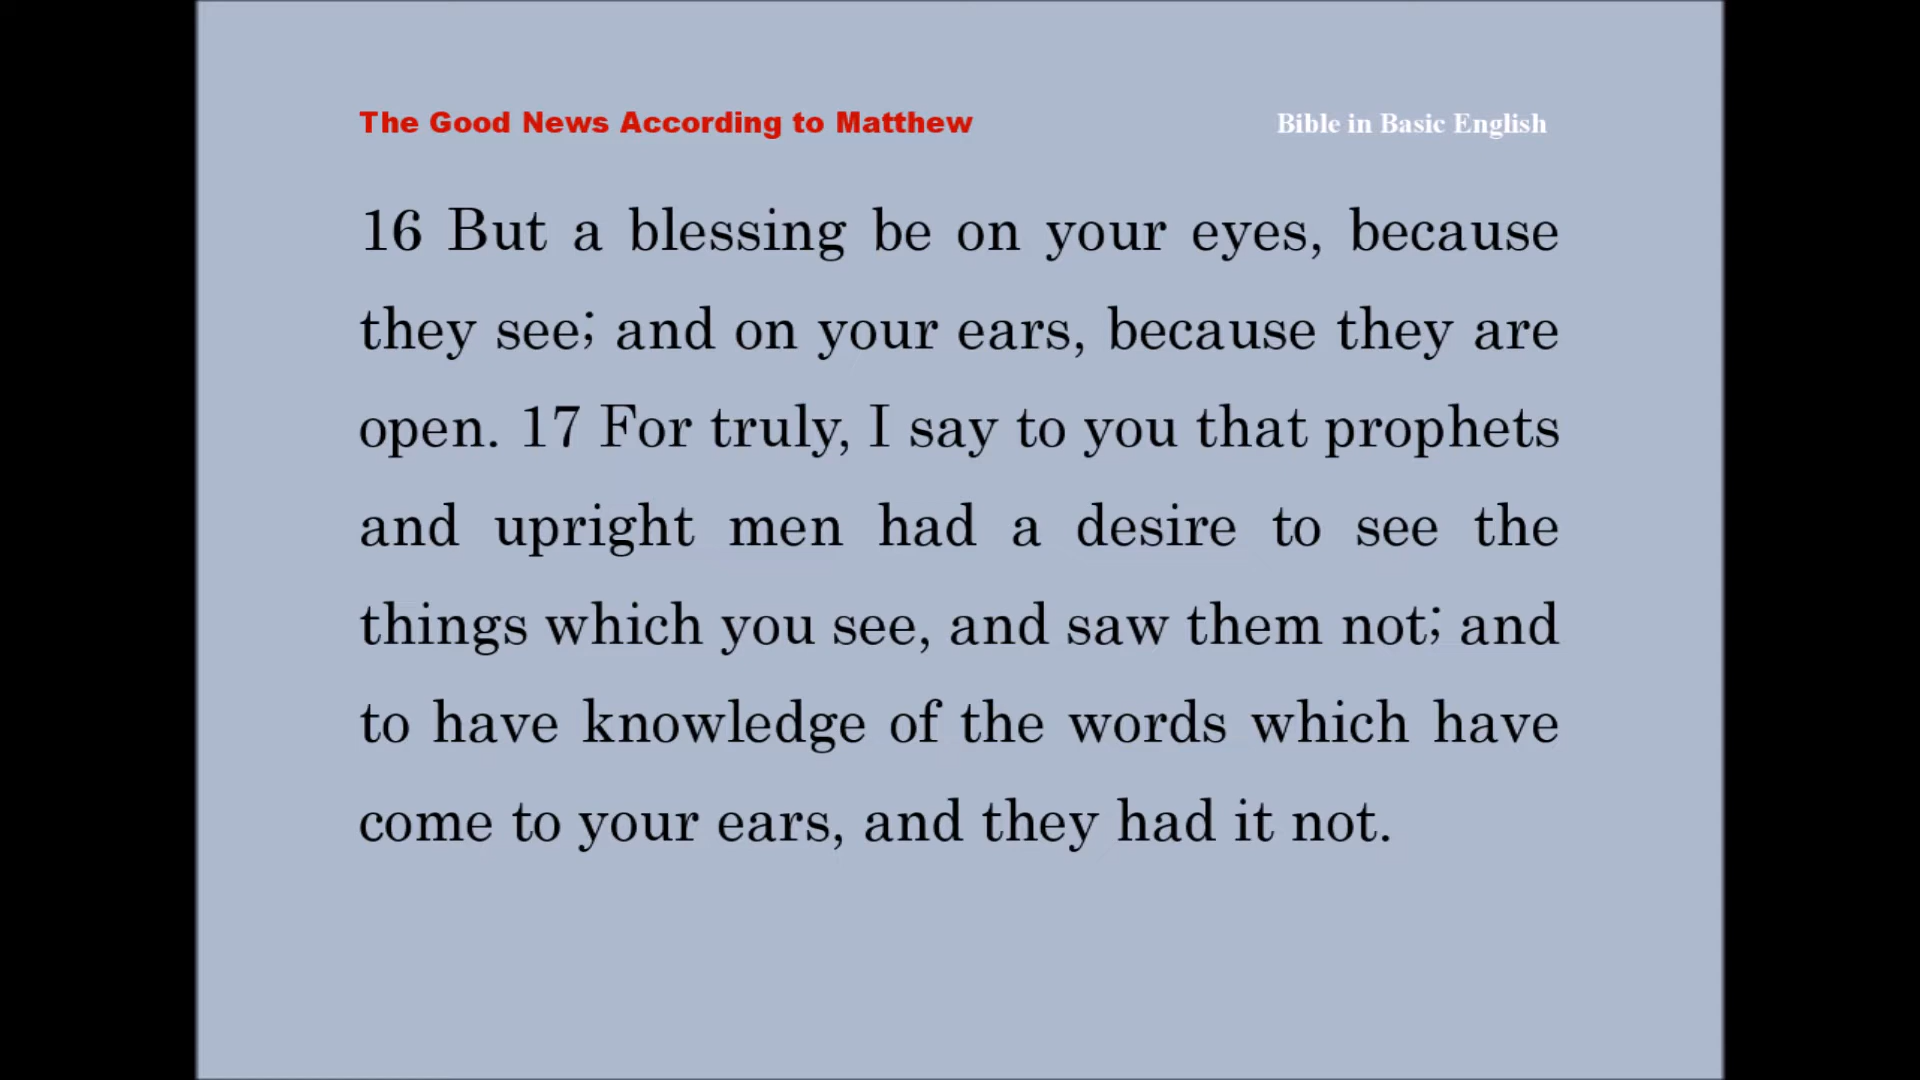 The Good News According to Matthew
Bible in Basic English
16 But a blessing be on your eyes, because
they see; and on your ears, because they are
open. 17 For truly, I say to you that prophets
and upright men had a desire to see the
things which you see, and saw them not; and
to have knowledge of the words which have
come to your ears, and they had it not.